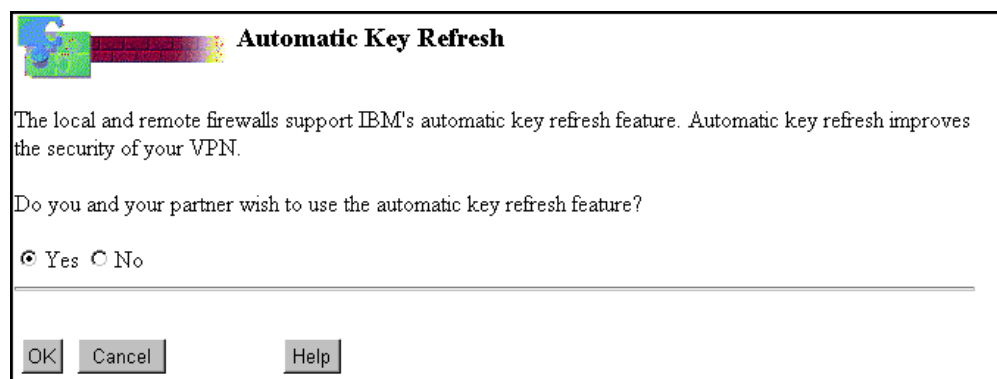 Automatic Key Refresh
The local and remote firewalls support IBM's automatic key refresh feature. Automatic key refresh improves
the security of your VPN.
Do you and your partner wish to use the automatic key refresh feature?
Yes No
OK Cancel Help